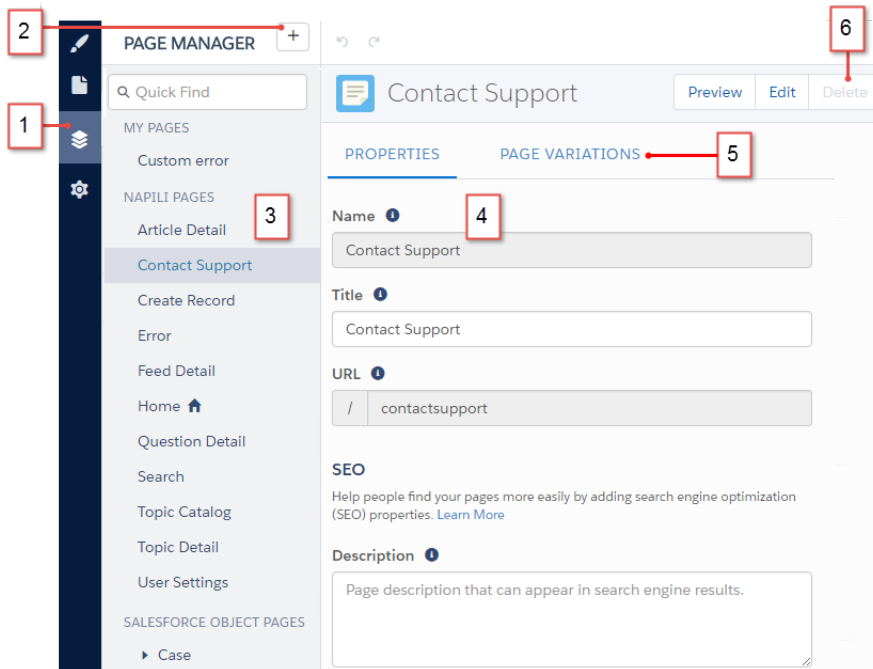 2
6
PAGE MANAGER
+
Quick Find
Contact Support
Preview
Edit
Delete
1
MY PAGES
Custom error
PROPERTIES
PAGE VARIATIONS
5
NAPILI PAGES
3
4
Article Detail
Contact Support
Create Record
Error
Feed Detail
Home
Question Detail
Search
Topic Catalog
Topic Detail
User Settings
SALESFORCE OBJECT PAGES
Case
Name
Contact Support
Title
Contact Support
URL
/ contactsupport
SEO
Help people find your pages more easily by adding search engine optimization
(SEO) properties. Learn More
Description
Page description that can appear in search engine results.